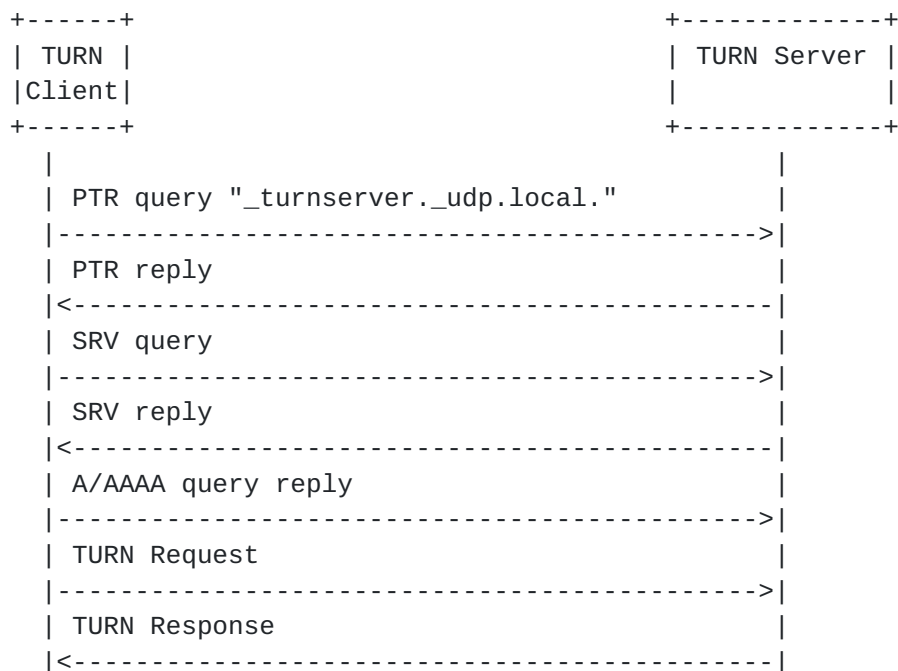 +------+                                  +-------------+
| TURN |                                  | TURN Server |
|Client|                                  |             |
+------+                                  +-------------+
  |                                              |
  | PTR query "_turnserver._udp.local."          |
  |--------------------------------------------->|
  | PTR reply                                    |
  |<---------------------------------------------|
  | SRV query                                    |
  |--------------------------------------------->|
  | SRV reply                                    |
  |<---------------------------------------------|
  | A/AAAA query reply                           |
  |--------------------------------------------->|
  | TURN Request                                 |
  |--------------------------------------------->|
  | TURN Response                                |
  |<---------------------------------------------|